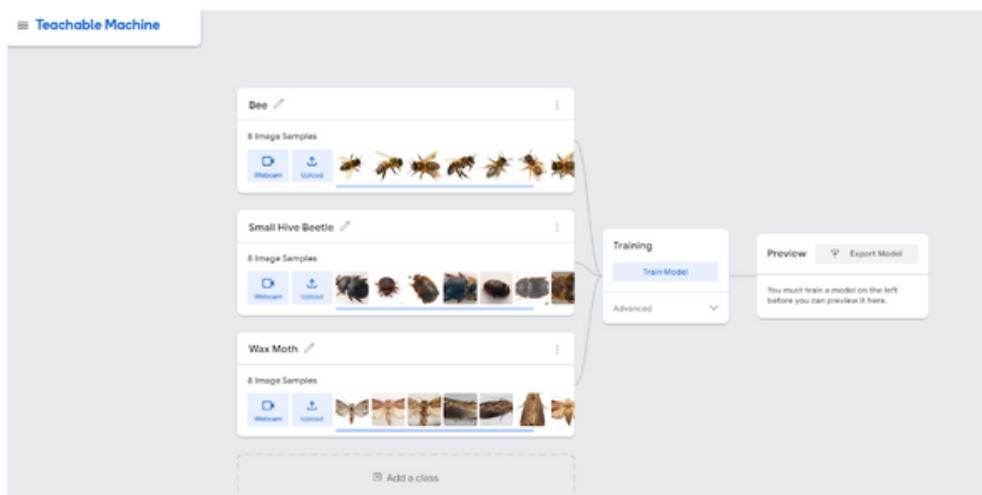 Teachable Machine
Bee
8 Image Samples
Webcam
Upload
Small Hive Beetle
8 Image Samples
Webcam
Upload
Wax Moth
8 Image Samples
Webcam
Upload
Add a class
Training
Train Model
Advanced
Preview
Export Model
You must train a model on the left
before you can preview it here.